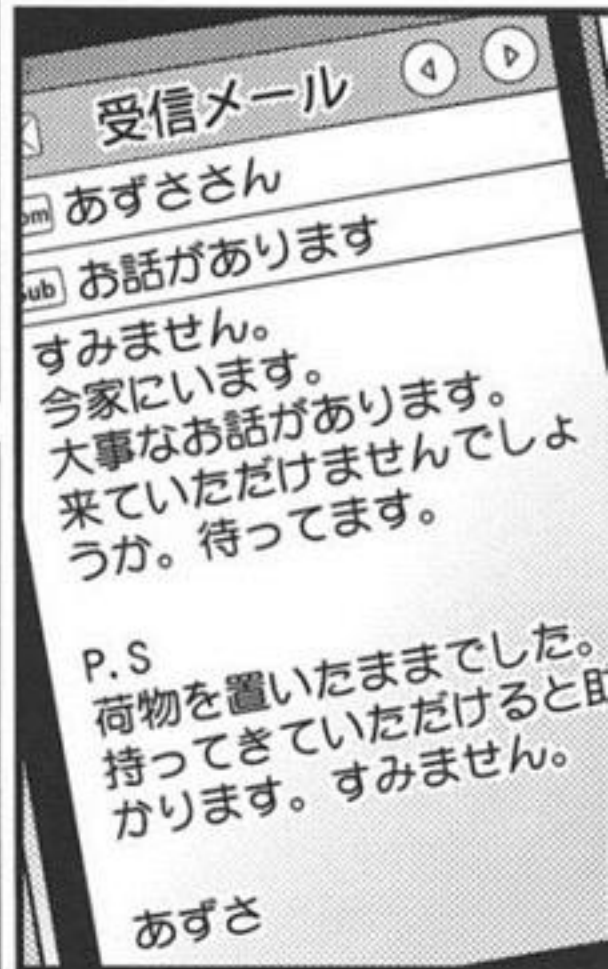 受信メール
om あずささん
ub お話があります
すみません。
今家にいます。
大事なお話があります。
来ていただけませんでしょ
うか。待ってます。
P.S
荷物を置いたままでした。
持ってきていただけると助
かります。すみません。
あずさ